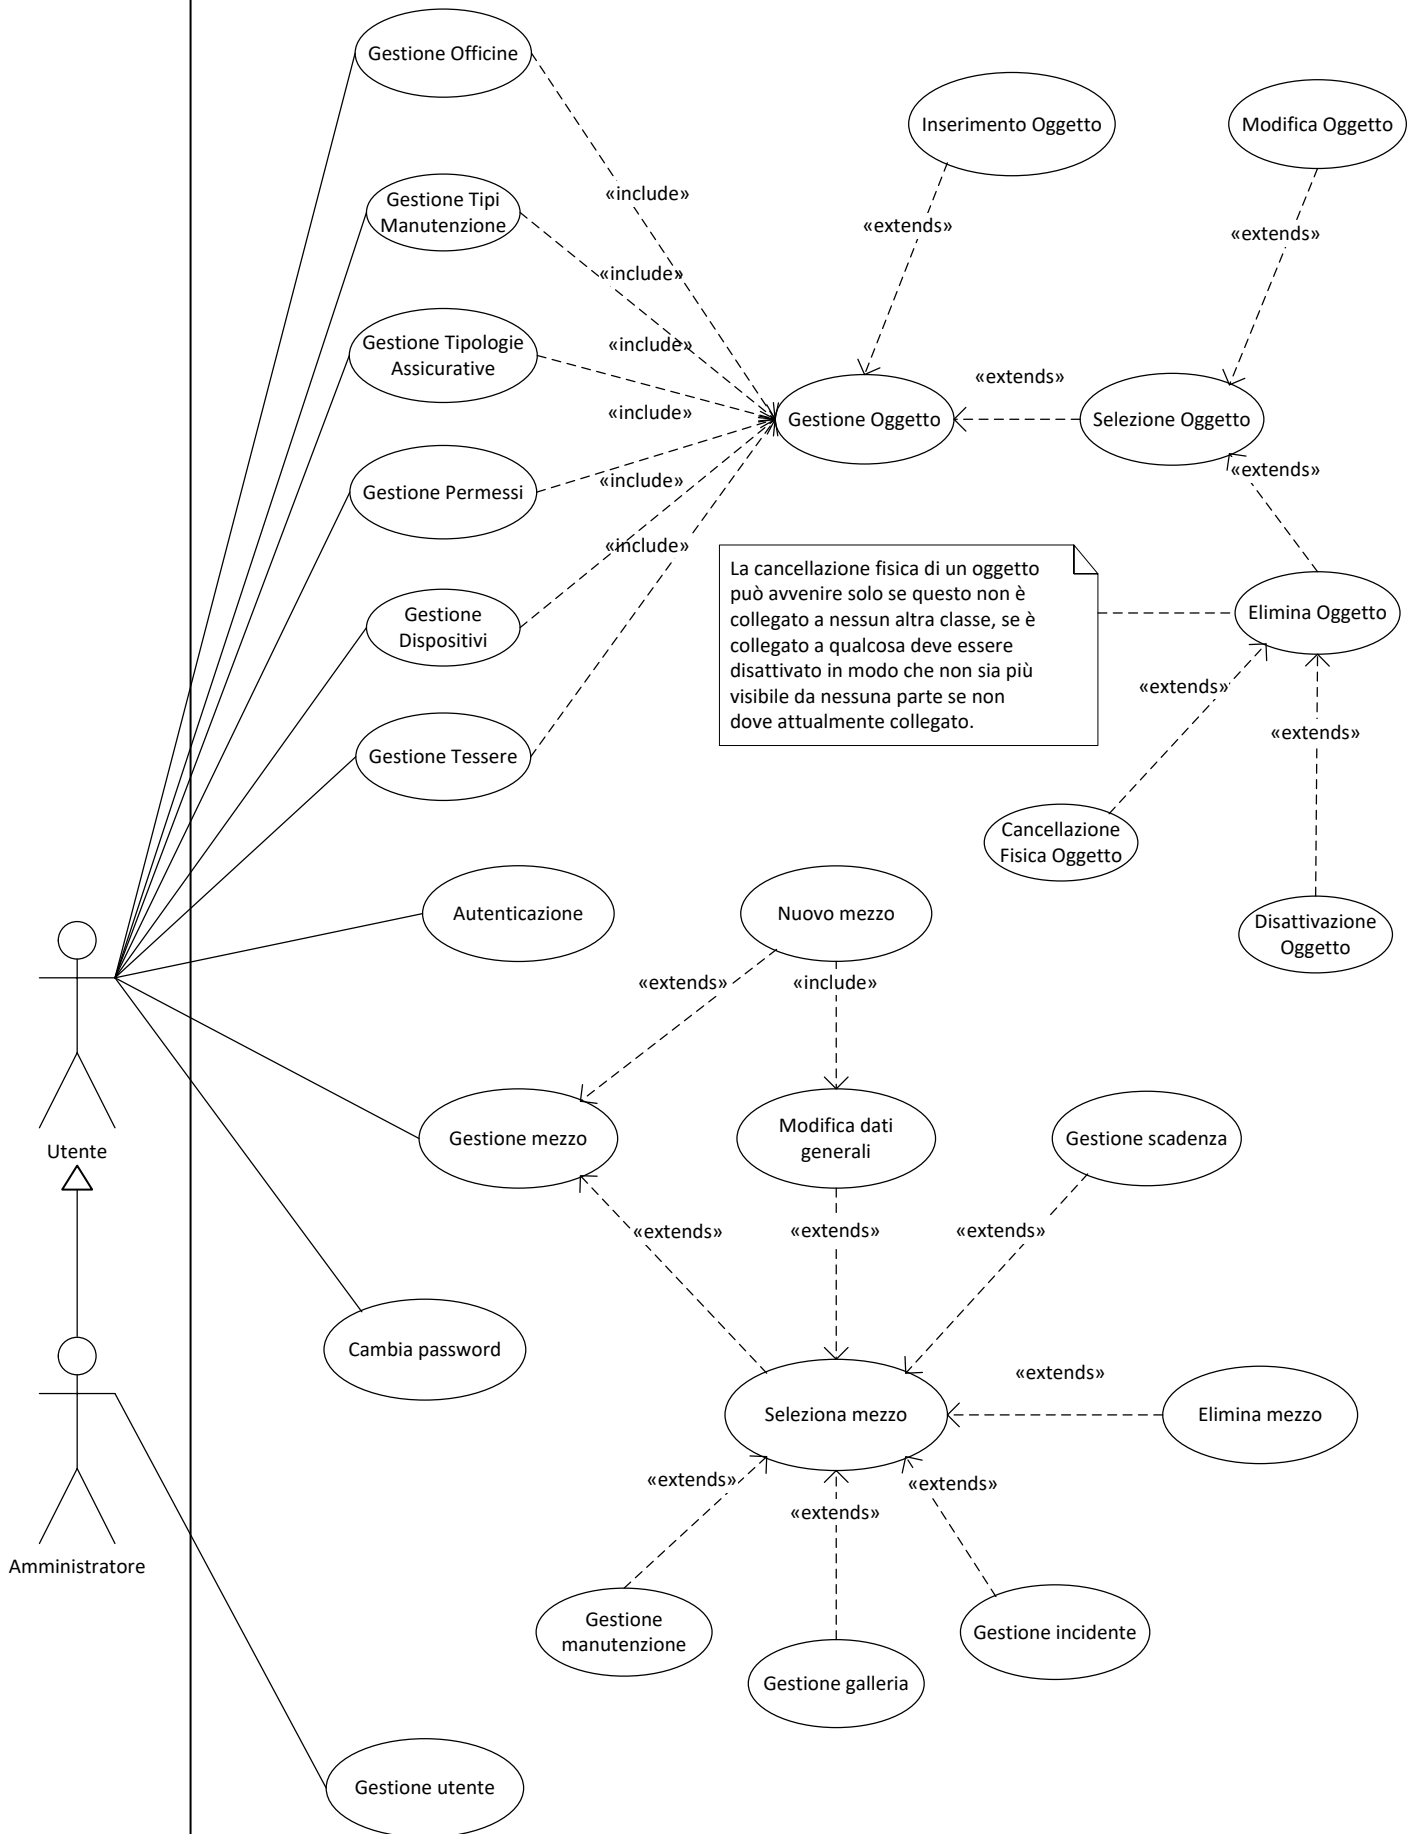 Gestione Officine
Inserimento Oggetto
Modifica Oggetto
«include»
Gestione Tipi
Manutenzione
«extends»
«extends»
«include»
Gestione Tipologie
Assicurative
«include»
«extends»
«include»
Gestione Oggetto
Selezione Oggetto
«extends»
Gestione Permessi
«include»
«include»
La cancellazione fisica di un oggetto
può avvenire solo se questo non è
collegato a nessun altra classe, se è
collegato a qualcosa deve essere
disattivato in modo che non sia più
visibile da nessuna parte se non
dove attualmente collegato.
Gestione
Dispositivi
Elimina Oggetto
«extends»
«extends»
Gestione Tessere
Cancellazione
Fisica Oggetto
Autenticazione
Nuovo mezzo
Disattivazione
Oggetto
«extends»
«include»
Gestione mezzo
Modifica dati
generali
Gestione scadenza
Utente
«extends»
«extends»
«extends»
Cambia password
«extends»
Seleziona mezzo
Elimina mezzo
«extends»
«extends»
«extends»
Amministratore
Gestione
manutenzione
Gestione incidente
Gestione galleria
Gestione utente